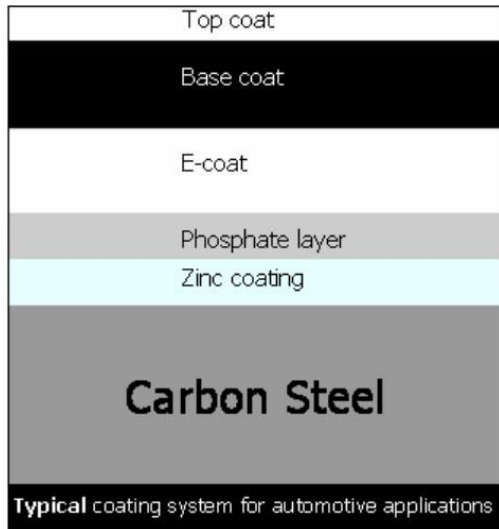 Top coat
Base coat
E-coat
Phosphate layer
Zinc coating
Carbon Steel
Typical coating system for automotive applications